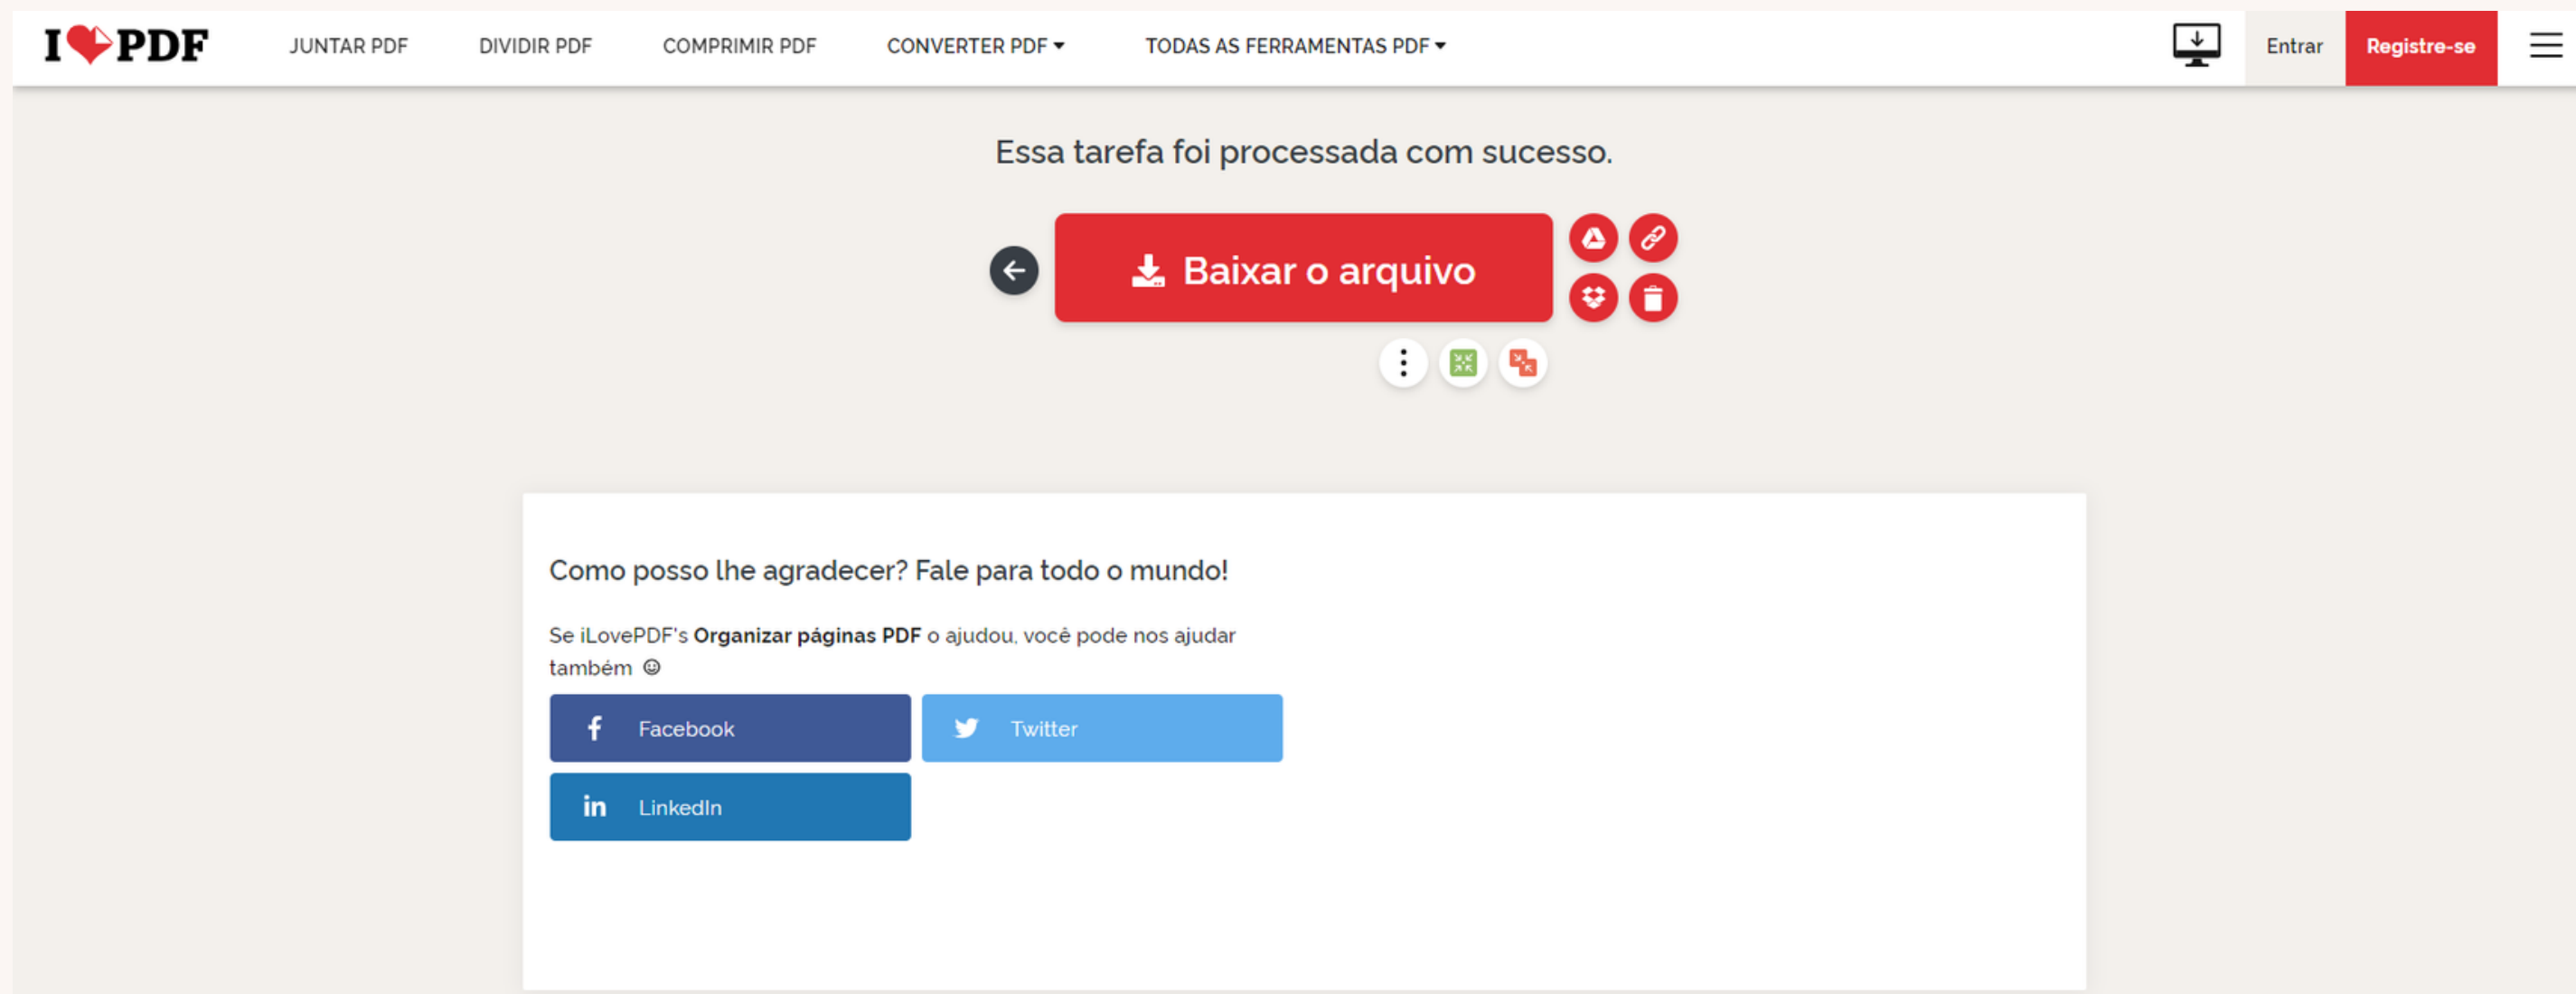 I PDF
JUNTAR PDF
DIVIDIR PDF
COMPRIMIR PDF
CONVERTER PDF
TODAS AS FERRAMENTAS PDF
Entrar
Registre-se
Essa tarefa foi processada com sucesso.
Baixar o arquivo
Como posso lhe agradecer? Fale para todo o mundo!
Se iLovePDF's Organizar páginas PDF o ajudou, você pode nos ajudar
também
Facebook
Twitter
LinkedIn